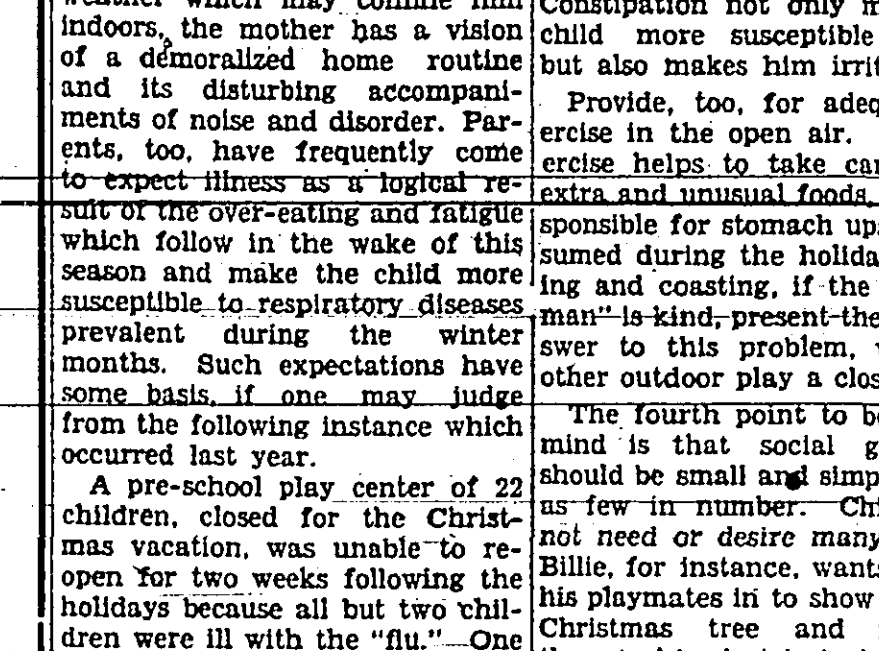 weather which may confine him
indoors, the mother has a vision
of a demoralized home routine
and its disturbing accompani-
ments of noise and disorder. Par-
ents, too, have frequently come
to expect illness as a logical re-
sult of the over-eating and fatigue
which follow in the wake of this
season and make the child more
susceptible to respiratory diseases
prevalent during the winter
months. Such expectations have
some basis, if one may judge
from the following instance which
occurred last year.
A pre-school play center of 22
children, closed for the Christ-
mas vacation, was unable to re-
open for two weeks following the
holidays because all but two chil-
dren were ill with the "flu." One
Constipation not only m
child more susceptible
but also makes him irrit
Provide, too, for adeq
ercise in the open air.
ercise helps to take car
extra and unusual foods,
sponsible for stomach ups
sumed during the holida
ing and coasting, if the
man" is kind, present the
swer to this problem, w
other outdoor play a clos
The fourth point to be
mind is that social g
should be small and simp
as few in number. Chi
not need or desire many
Billie, for instance, wants
his playmates in to show
Christmas tree and